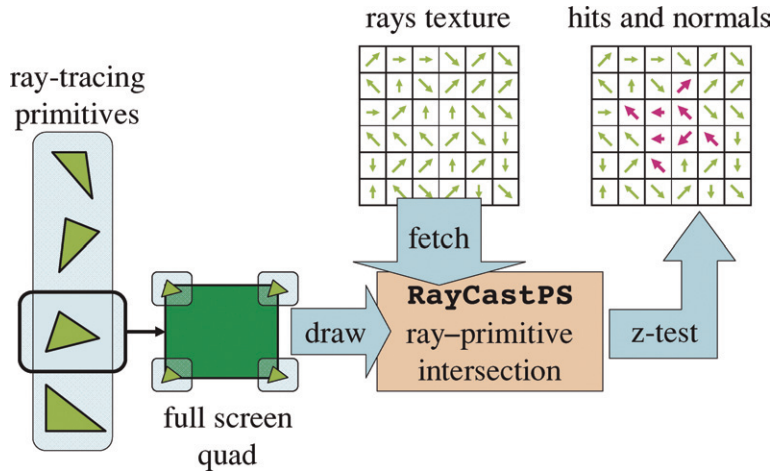 rays texture
hits and normals
ray-tracing
primitives
fetch
RayCastPS
ray–primitive
intersection
draw
z-test
full screen
quad